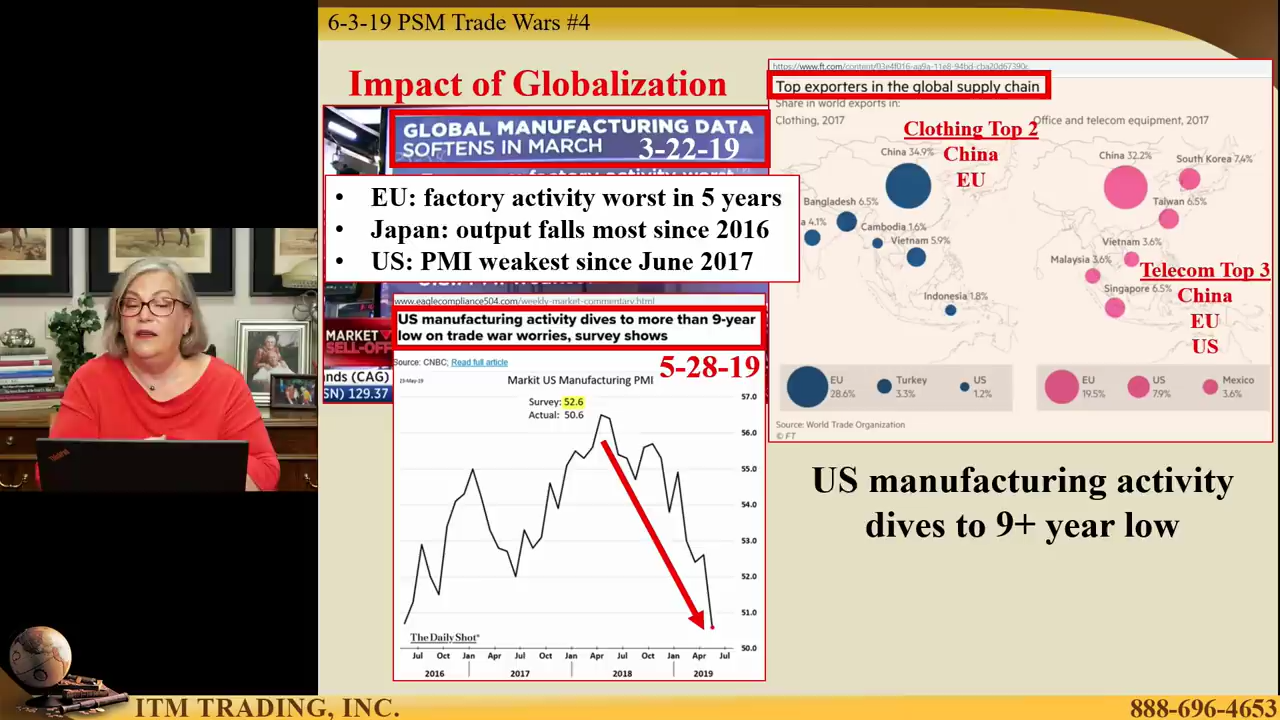 6-3-19 PSM Trade Wars #4
Impact of Globalization
GLOBAL MANUFACTURING DATA
SOFTENS IN MARCH
3-22-19
• EU: factory activity worst in 5 years
• Japan: output falls most since 2016
• US: PMI weakest since June 2017
MARKET
SELL-OFF
nds (CAG)
SN) 129.37
www.eaglecompliance504.com/weekly-market-commentary.html
US manufacturing activity dives to more than 9-year
low on trade war worries, survey shows
Source: CNBC, Read full article
5-28-19
Markit US Manufacturing PMI
Survey: 52.6
Actual: 50.6
57.0
56.0
55.0
54.0
53.0
52.0
51.0
50.0
The Daily Shot
Jul Oct Jan Apr Jul Oct Jan Apr Jul Oct Jan Apr Jul
2016 2017 2018 2019
Top exporters in the global supply chain
Share in world exports in:
Clothing, 2017
Clothing Top 2
China
EU
China 34.9%
Bangladesh 6.5%
a 4.1%
Cambodia 1.6%
Vietnam 5.9%
Indonesia 1.8%
EU
28.6%
Turkey
3.3%
US
1.2%
Office and telecom equipment, 2017
China 32.2%
South Korea 7.4%
Taiwan 6.5%
Vietnam 3.6%
Malaysia 3.6%
Singapore 6.5%
Telecom Top 3
China
EU
US
EU
19.5%
US
7.9%
Mexico
3.6%
Source: World Trade Organization
© FT
US manufacturing activity
dives to 9+ year low
ThinkPad
ITM TRADING, INC.
888-696-4653